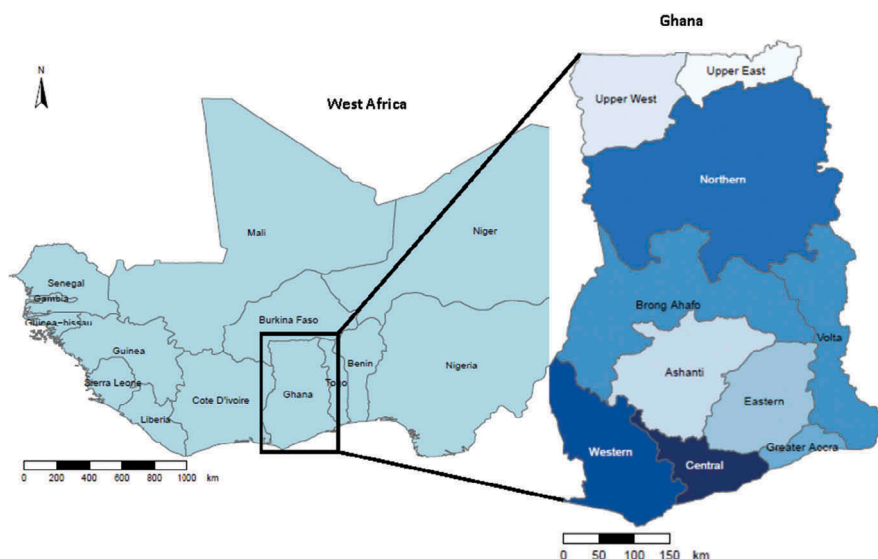 Ghana
N
West Africa
Upper East
Upper West
Northern
Mali
Niger
Senegal
Gambia
Guinea-bissau
Burkina Faso
Brong Ahafo
Volta
Guinea
Benin
Nigeria
Togo
Ashanti
Sierra Leone
Cote D'ivoire
Ghana
Eastern
Liberia
Western
Central
Greater Accra
0 200 400 600 800 1000
km
0 50 100 150
km